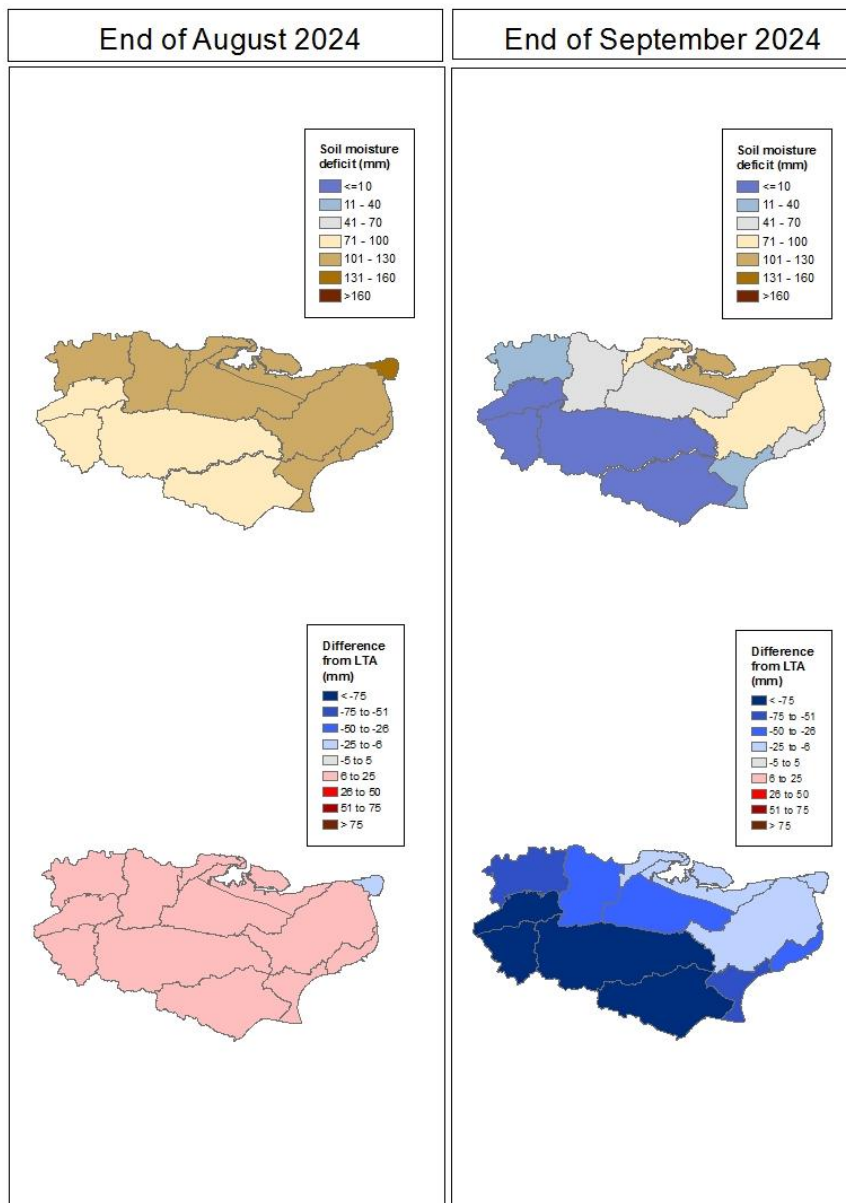 End of August 2024
End of September 2024
Soil moisture
deficit (mm)
<=10
11 - 40
41 - 70
71 - 100
101 - 130
131 - 160
>160
Soil moisture
deficit (mm)
<=10
11 - 40
41 - 70
71 - 100
101 - 130
131 - 160
>160
Difference
from LTA
(mm)
< -75
-75 to -51
-50 to -26
-25 to -6
-5 to 5
6 to 25
26 to 50
51 to 75
> 75
Difference
from LTA
(mm)
< -75
-75 to -51
-50 to -26
-25 to -6
-5 to 5
6 to 25
26 to 50
51 to 75
> 75